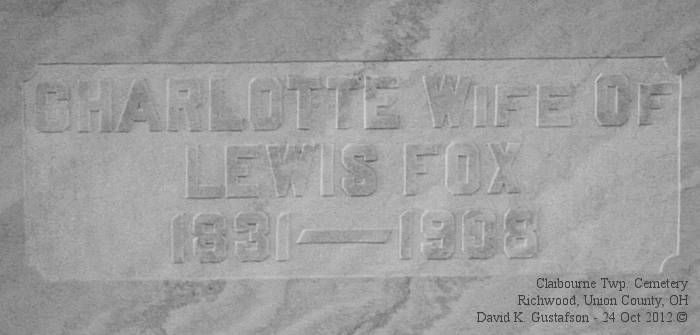 CHARLOTTE WIFE OF
LEWIS FOX
1831 — 1908
Claibourne Twp. Cemetery
Richwood, Union County, OH
David K. Gustafson - 24 Oct 2012 ©